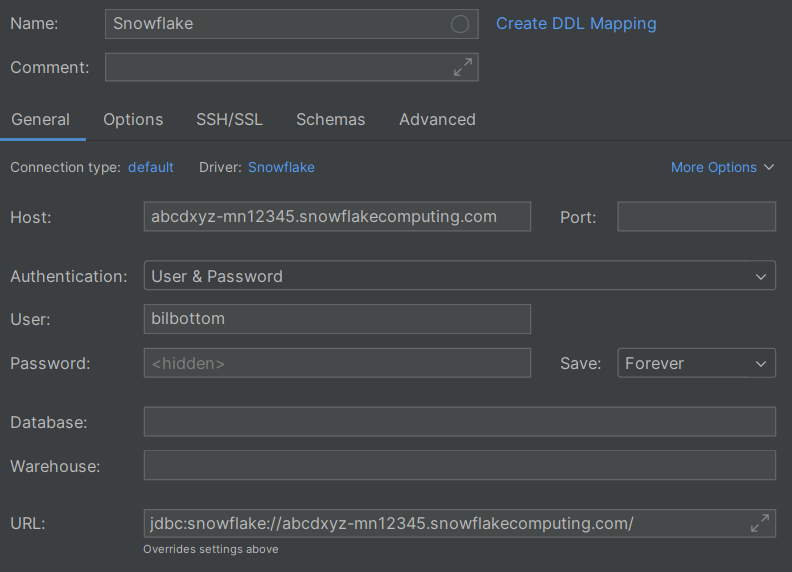 Name: Snowflake Create DDL Mapping
Comment:
General Options SSH/SSL Schemas Advanced
Connection type: default Driver: Snowflake More Options
Host: abcdxyz-mn12345.snowflakecomputing.com Port:
Authentication: User & Password
User: bilbottom
Password: <hidden> Save: Forever
Database:
Warehouse:
URL: jdbc:snowflake://abcdxyz-mn12345.snowflakecomputing.com/
Overrides settings above